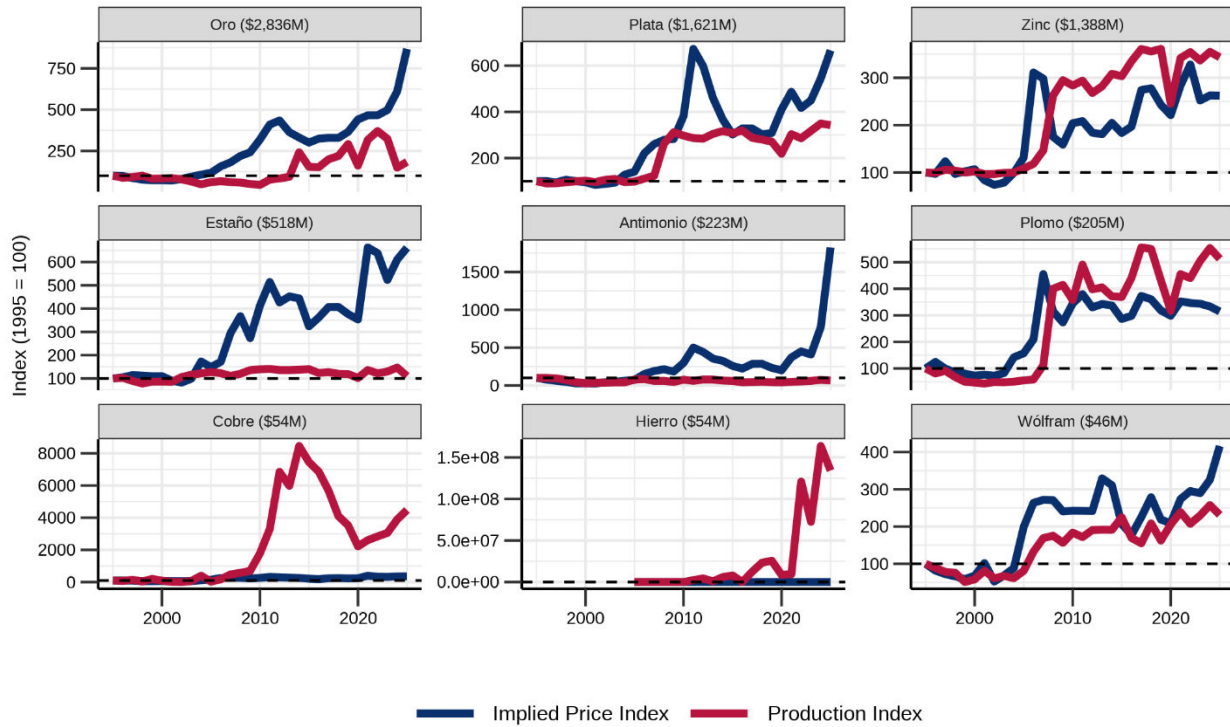 Oro ($2,836M)
Plata ($1,621M)
Zinc ($1,388M)
750
500
250
600
400
200
300
200
100
Index (1995 = 100)
Estaño ($518M)
Antimonio ($223M)
Plomo ($205M)
600
500
400
300
200
100
1500
1000
500
0
500
400
300
200
100
Cobre ($54M)
Hierro ($54M)
Wólfram ($46M)
8000
6000
4000
2000
0
1.5e+08
1.0e+08
5.0e+07
0.0e+00
400
300
200
100
2000 2010 2020
2000 2010 2020
2000 2010 2020
Implied Price Index Production Index